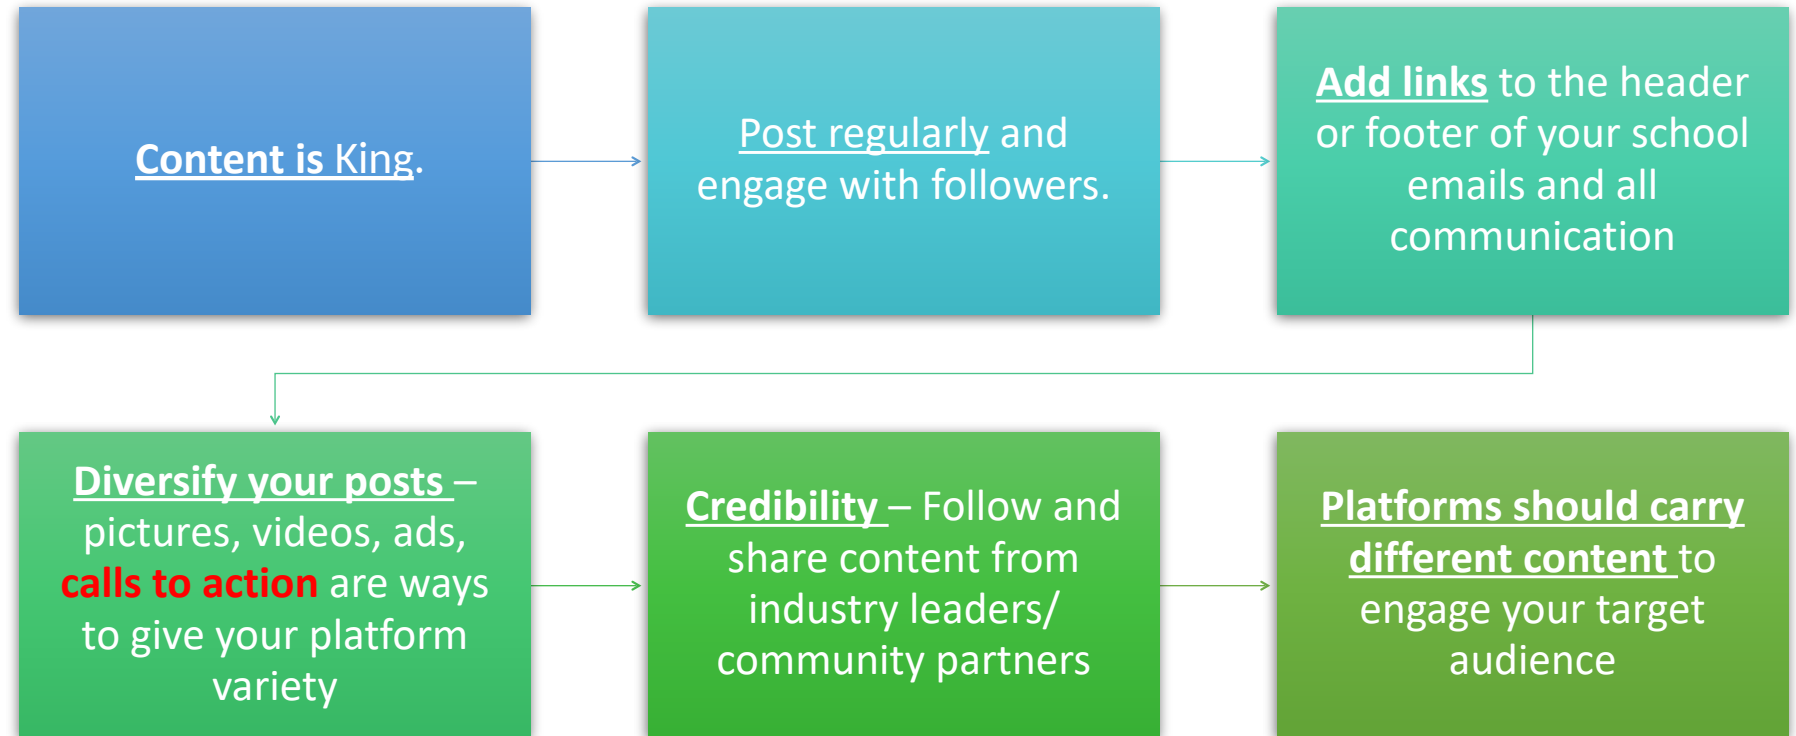 Content is King.
Post regularly and
engage with followers.
Add links to the header
or footer of your school
emails and all
communication
Diversify your posts –
pictures, videos, ads,
calls to action are ways
to give your platform
variety
Credibility – Follow and
share content from
industry leaders/
community partners
Platforms should carry
different content to
engage your target
audience